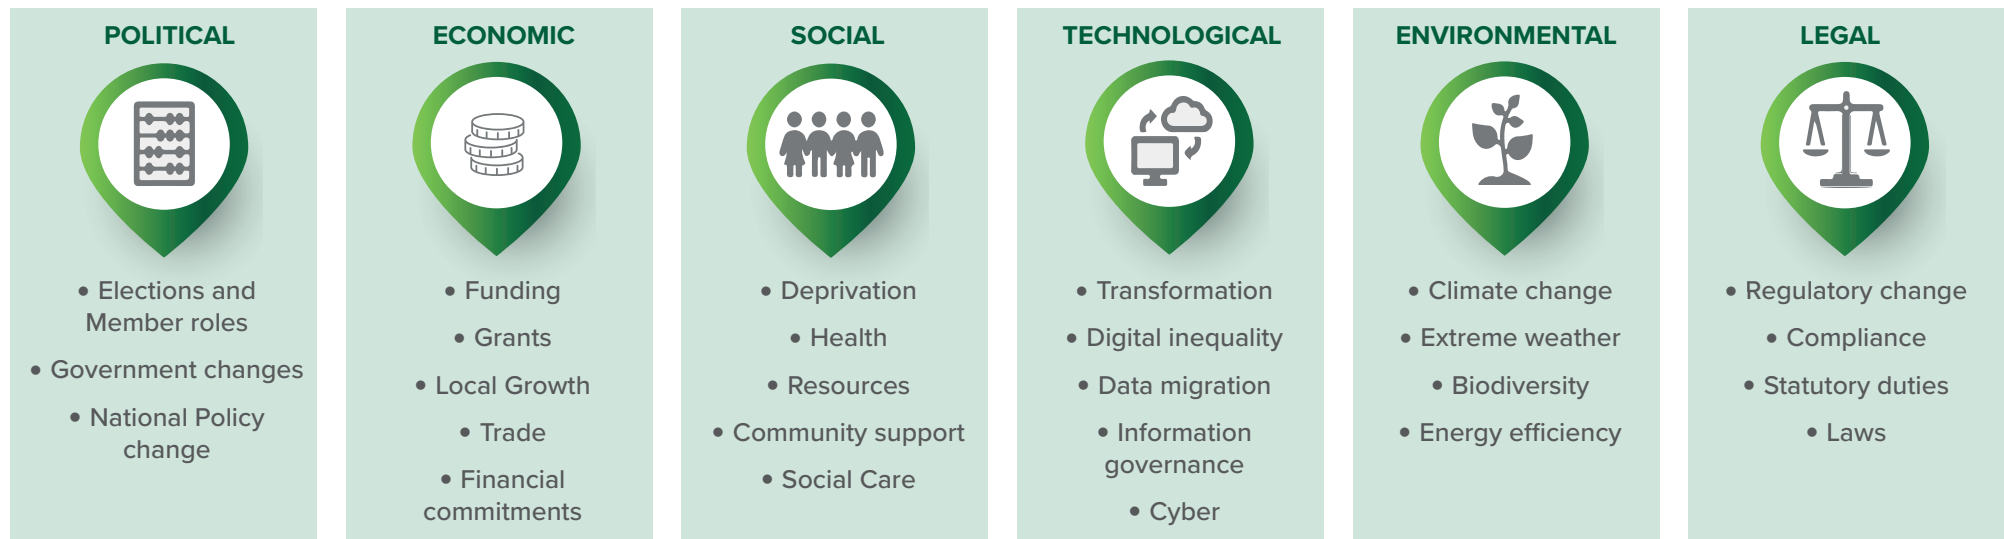 POLITICAL
• Elections and
Member roles
• Government changes
• National Policy
change
ECONOMIC
• Funding
• Grants
• Local Growth
• Trade
• Financial
commitments
SOCIAL
• Deprivation
• Health
• Resources
• Community support
• Social Care
TECHNOLOGICAL
• Transformation
• Digital inequality
• Data migration
• Information
governance
• Cyber
ENVIRONMENTAL
• Climate change
• Extreme weather
• Biodiversity
• Energy efficiency
LEGAL
• Regulatory change
• Compliance
• Statutory duties
• Laws